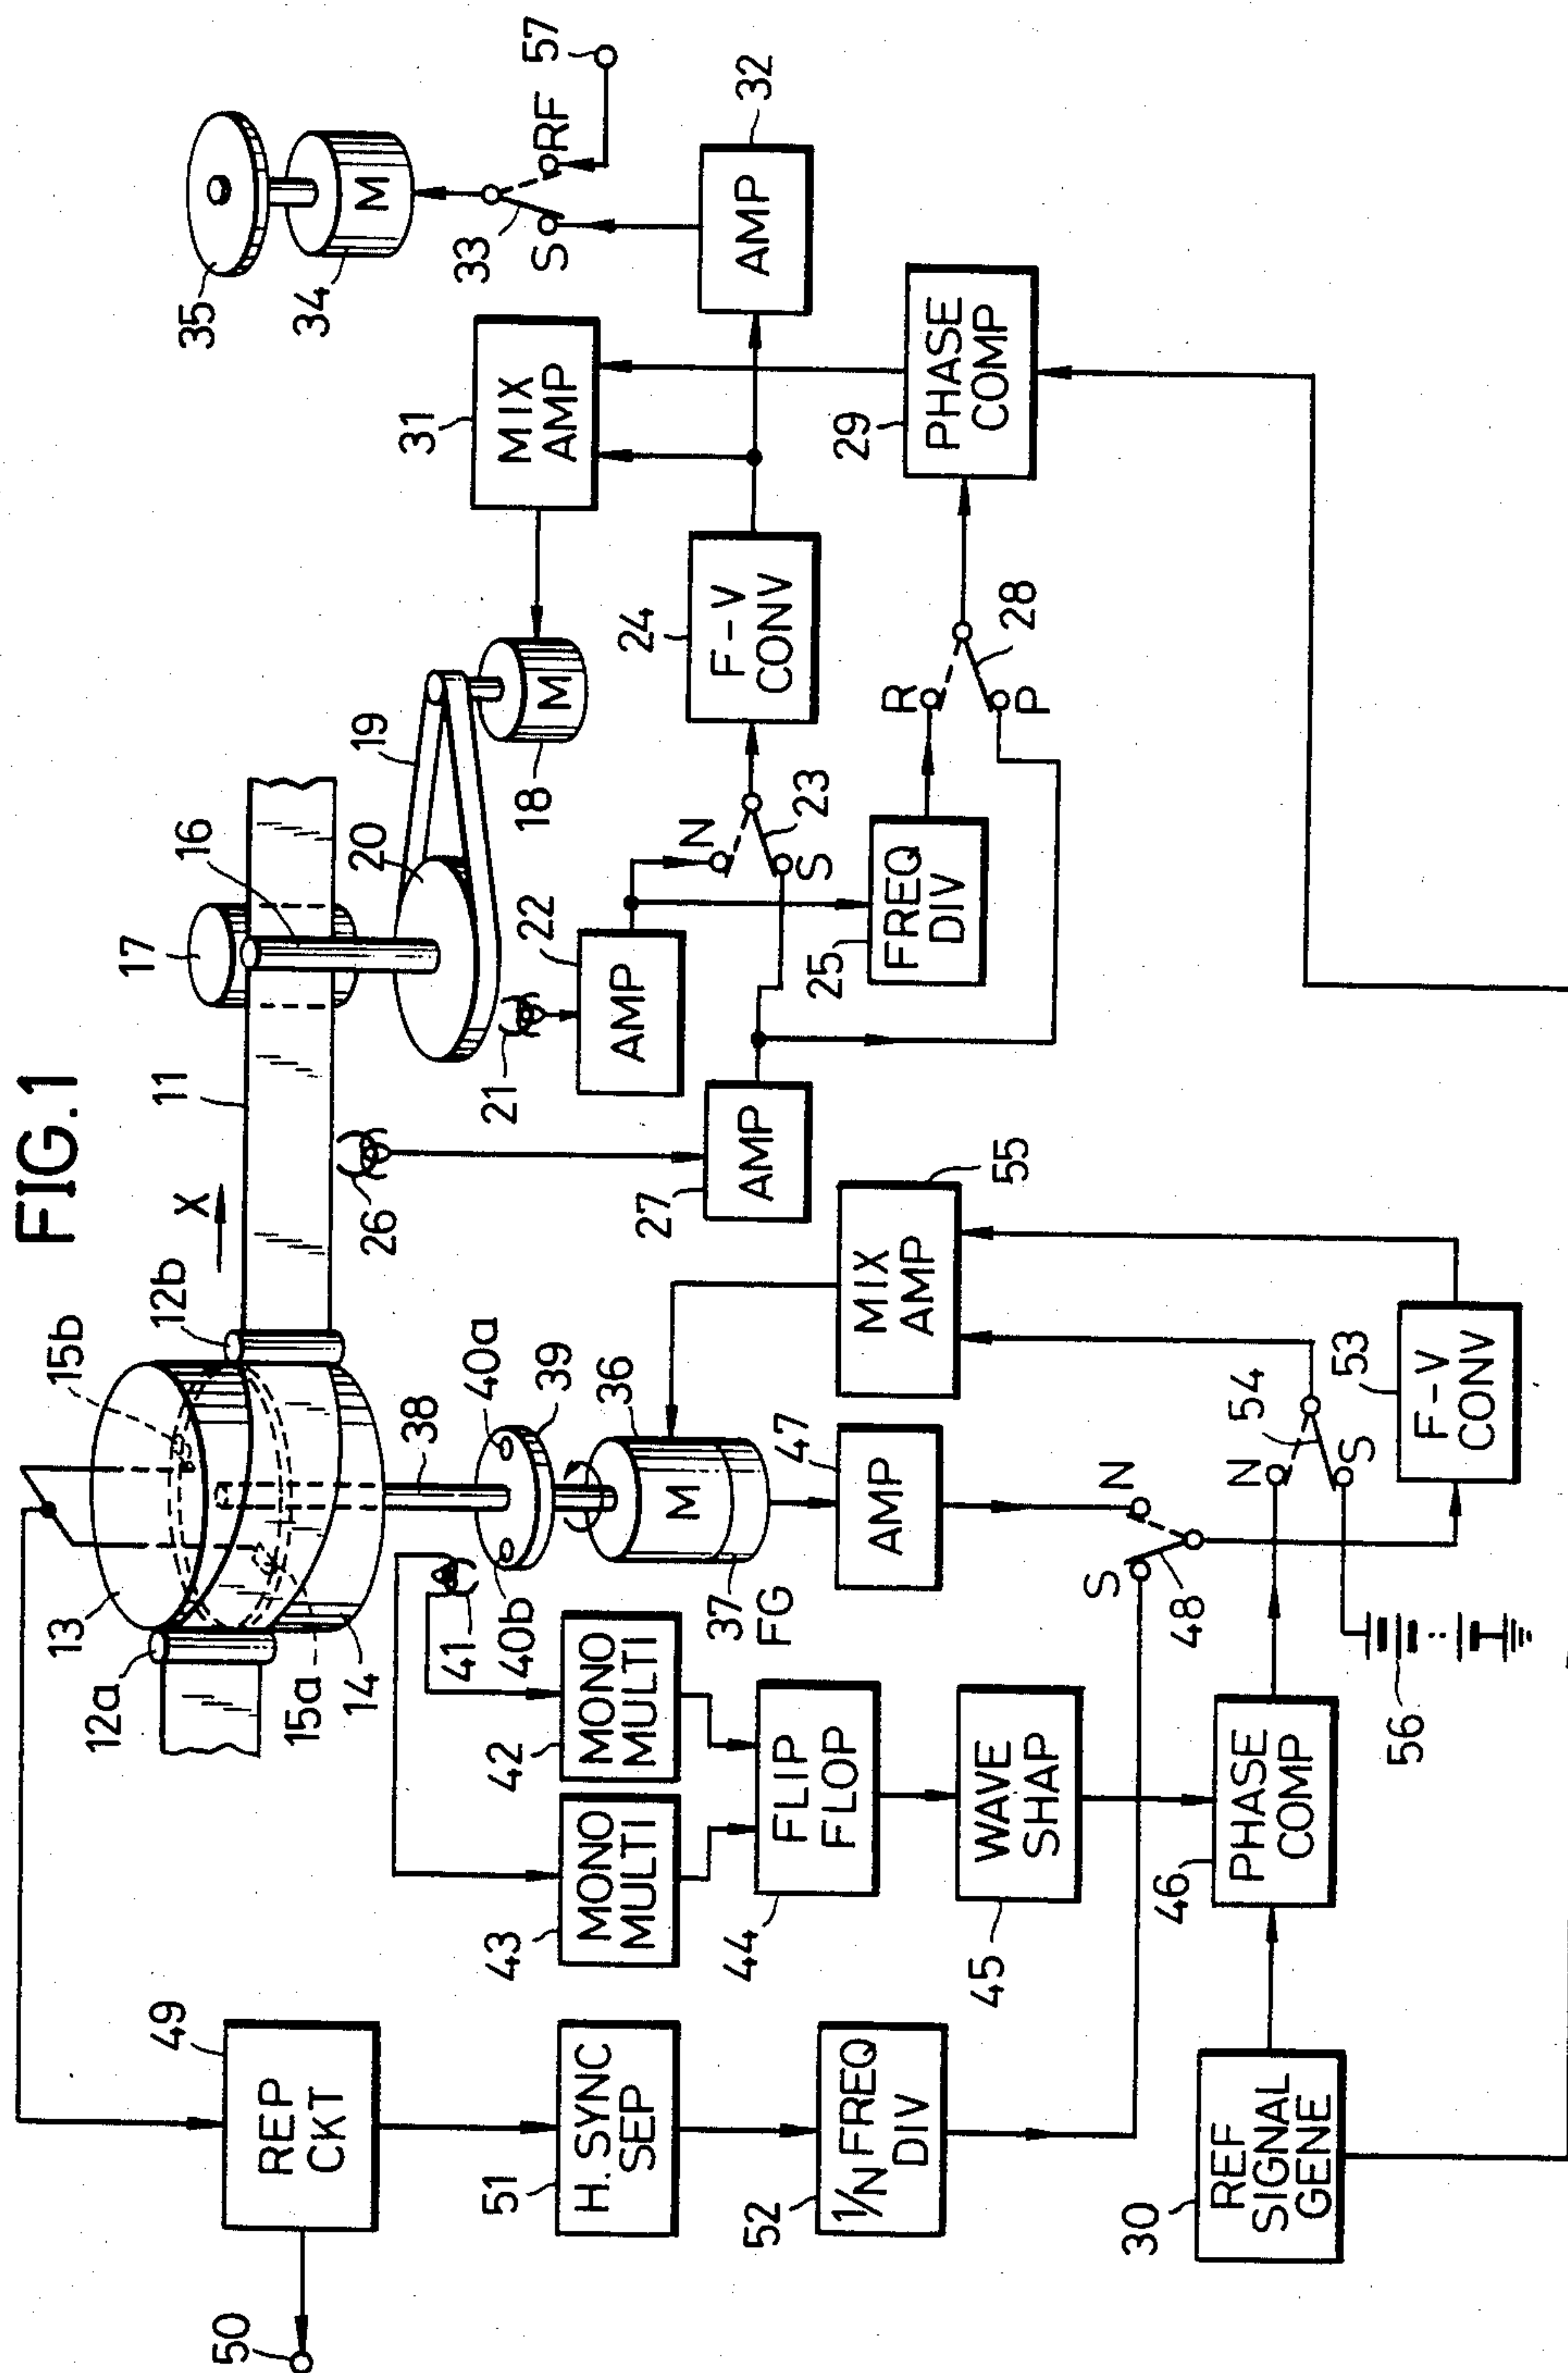 FIG.1
57
RF
33
S
32
AMP
35
34
M
31
MIX
AMP
29
PHASE
COMP
24
F-V
CONV
28
R
P
19
18
M
20
16
17
N
23
S
22
AMP
25
FREQ
DIV
21
11
X
26
27
AMP
55
MIX
AMP
12b
15b
40a
39
38
36
M
47
AMP
N
54
N
S
53
F-V
CONV
13
12a
15a
14
41
40b
37
FG
S
48
56
42
MONO
MULTI
43
MONO
MULTI
44
FLIP
FLOP
45
WAVE
SHAP
46
PHASE
COMP
49
REP
CKT
50
51
H. SYNC
SEP
52
1/N FREQ
DIV
30
REF
SIGNAL
GENE